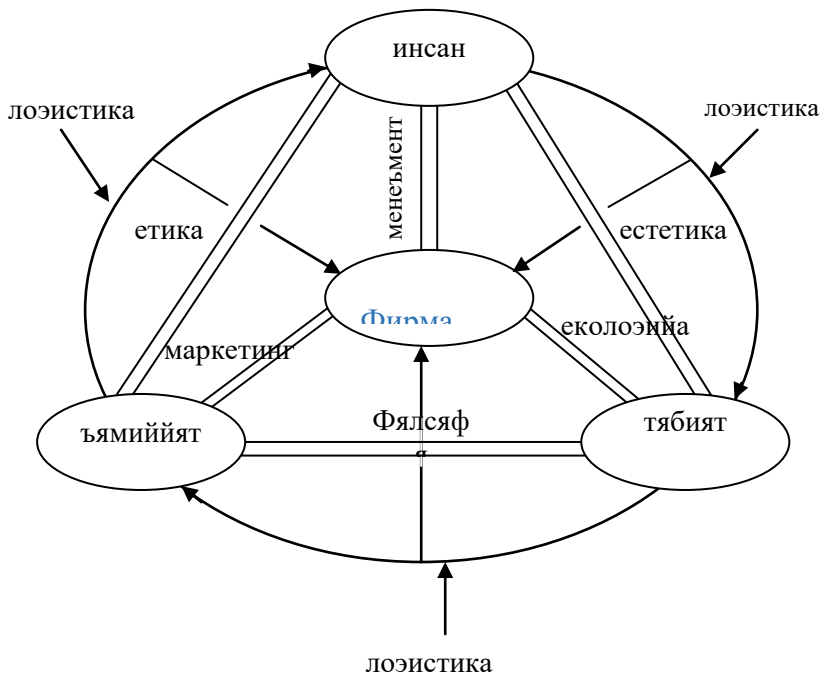 инсан
лоэистика
лоэистика
менеъмент
етика
естетика
Фирма
еколоэийа
маркетинг
ъямиййят
Фялсяф
я
тябият
лоэистика